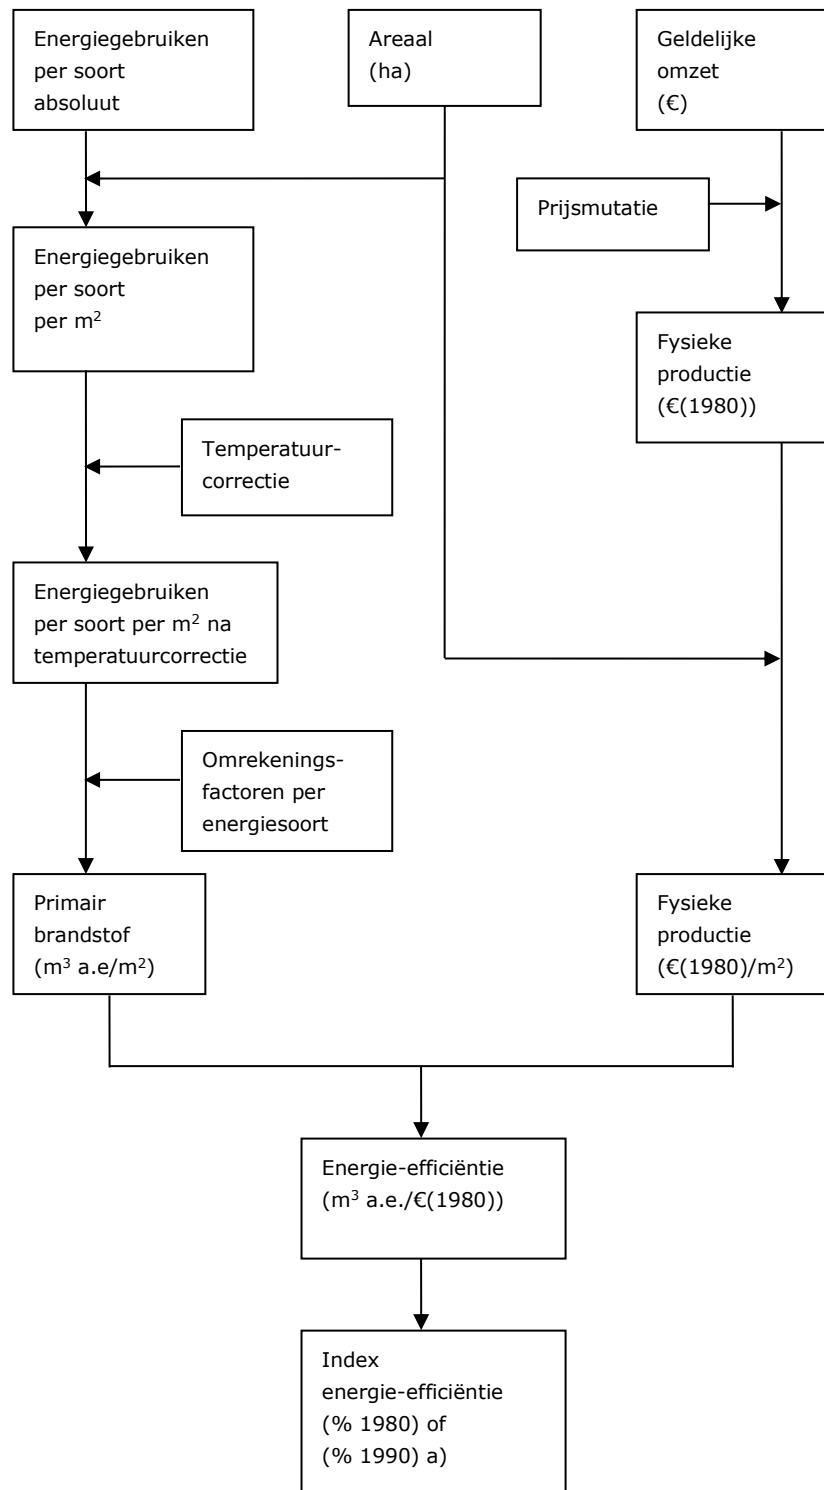 Energiegebruiken
per soort
absoluut
Areaal
(ha)
Geldelijke
omzet
(€)
Prijsmutatie
Energiegebruiken
per soort
per m²
Fysieke
productie
(€(1980))
Temperatuur-
correctie
Energiegebruiken
per soort per m² na
temperatuurcorrectie
Omrekenings-
factoren per
energiesoort
Primair
brandstof
(m³ a.e/m²)
Fysieke
productie
(€(1980)/m²)
Energie-efficiëntie
(m³ a.e./€(1980))
Index
energie-efficiëntie
(% 1980) of
(% 1990) a)